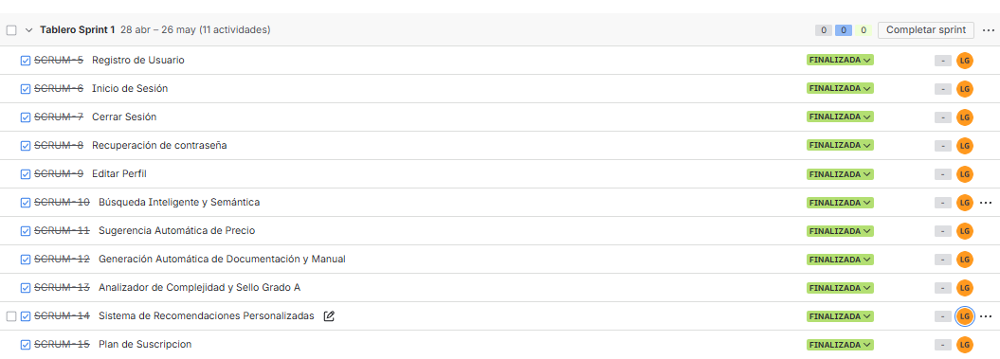 Tablero Sprint 1 28 abr – 26 may (11 actividades) 0 0 0 Completar sprint
SCRUM-5 Registro de Usuario FINALIZADA - LG
SCRUM-6 Inicio de Sesión FINALIZADA - LG
SCRUM-7 Cerrar Sesión FINALIZADA - LG
SCRUM-8 Recuperación de contraseña FINALIZADA - LG
SCRUM-9 Editar Perfil FINALIZADA - LG
SCRUM-10 Búsqueda Inteligente y Semántica FINALIZADA - LG
SCRUM-11 Sugerencia Automática de Precio FINALIZADA - LG
SCRUM-12 Generación Automática de Documentación y Manual FINALIZADA - LG
SCRUM-13 Analizador de Complejidad y Sello Grado A FINALIZADA - LG
SCRUM-14 Sistema de Recomendaciones Personalizadas FINALIZADA - LG
SCRUM-15 Plan de Suscripcion FINALIZADA - LG